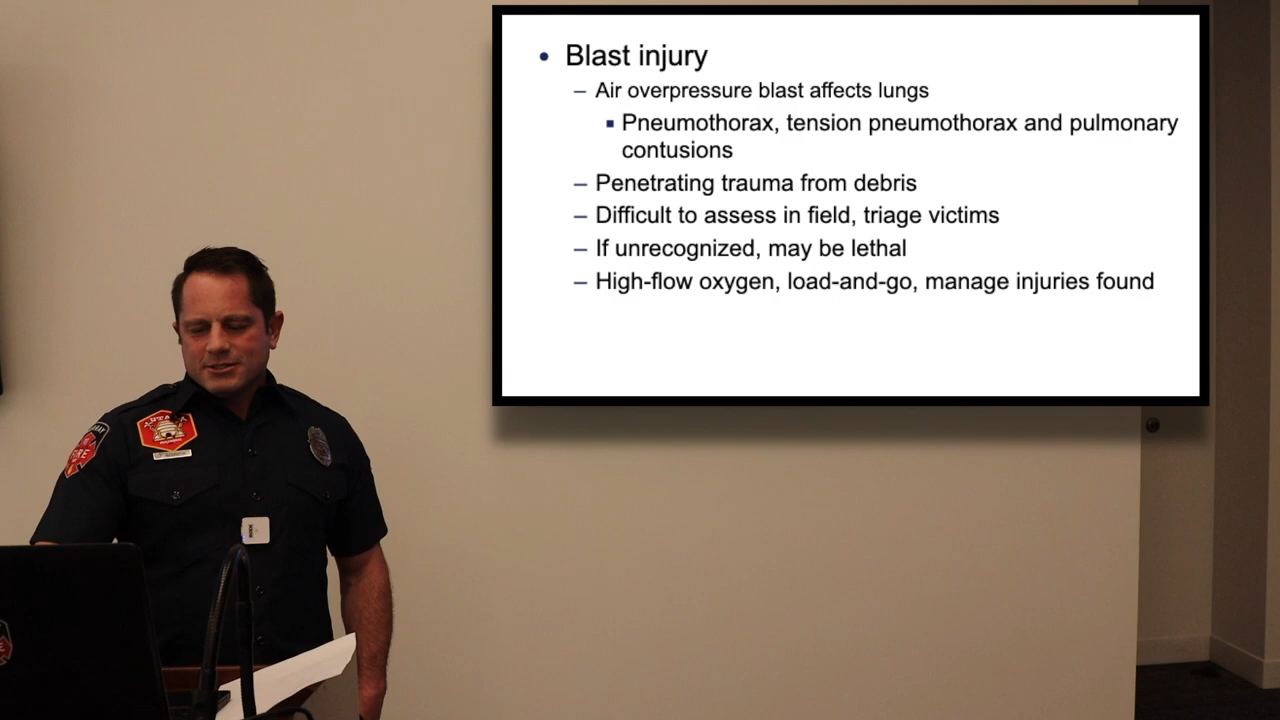 • Blast injury
– Air overpressure blast affects lungs
▪ Pneumothorax, tension pneumothorax and pulmonary
contusions
– Penetrating trauma from debris
– Difficult to assess in field, triage victims
– If unrecognized, may be lethal
– High-flow oxygen, load-and-go, manage injuries found
UTAH
FIRE